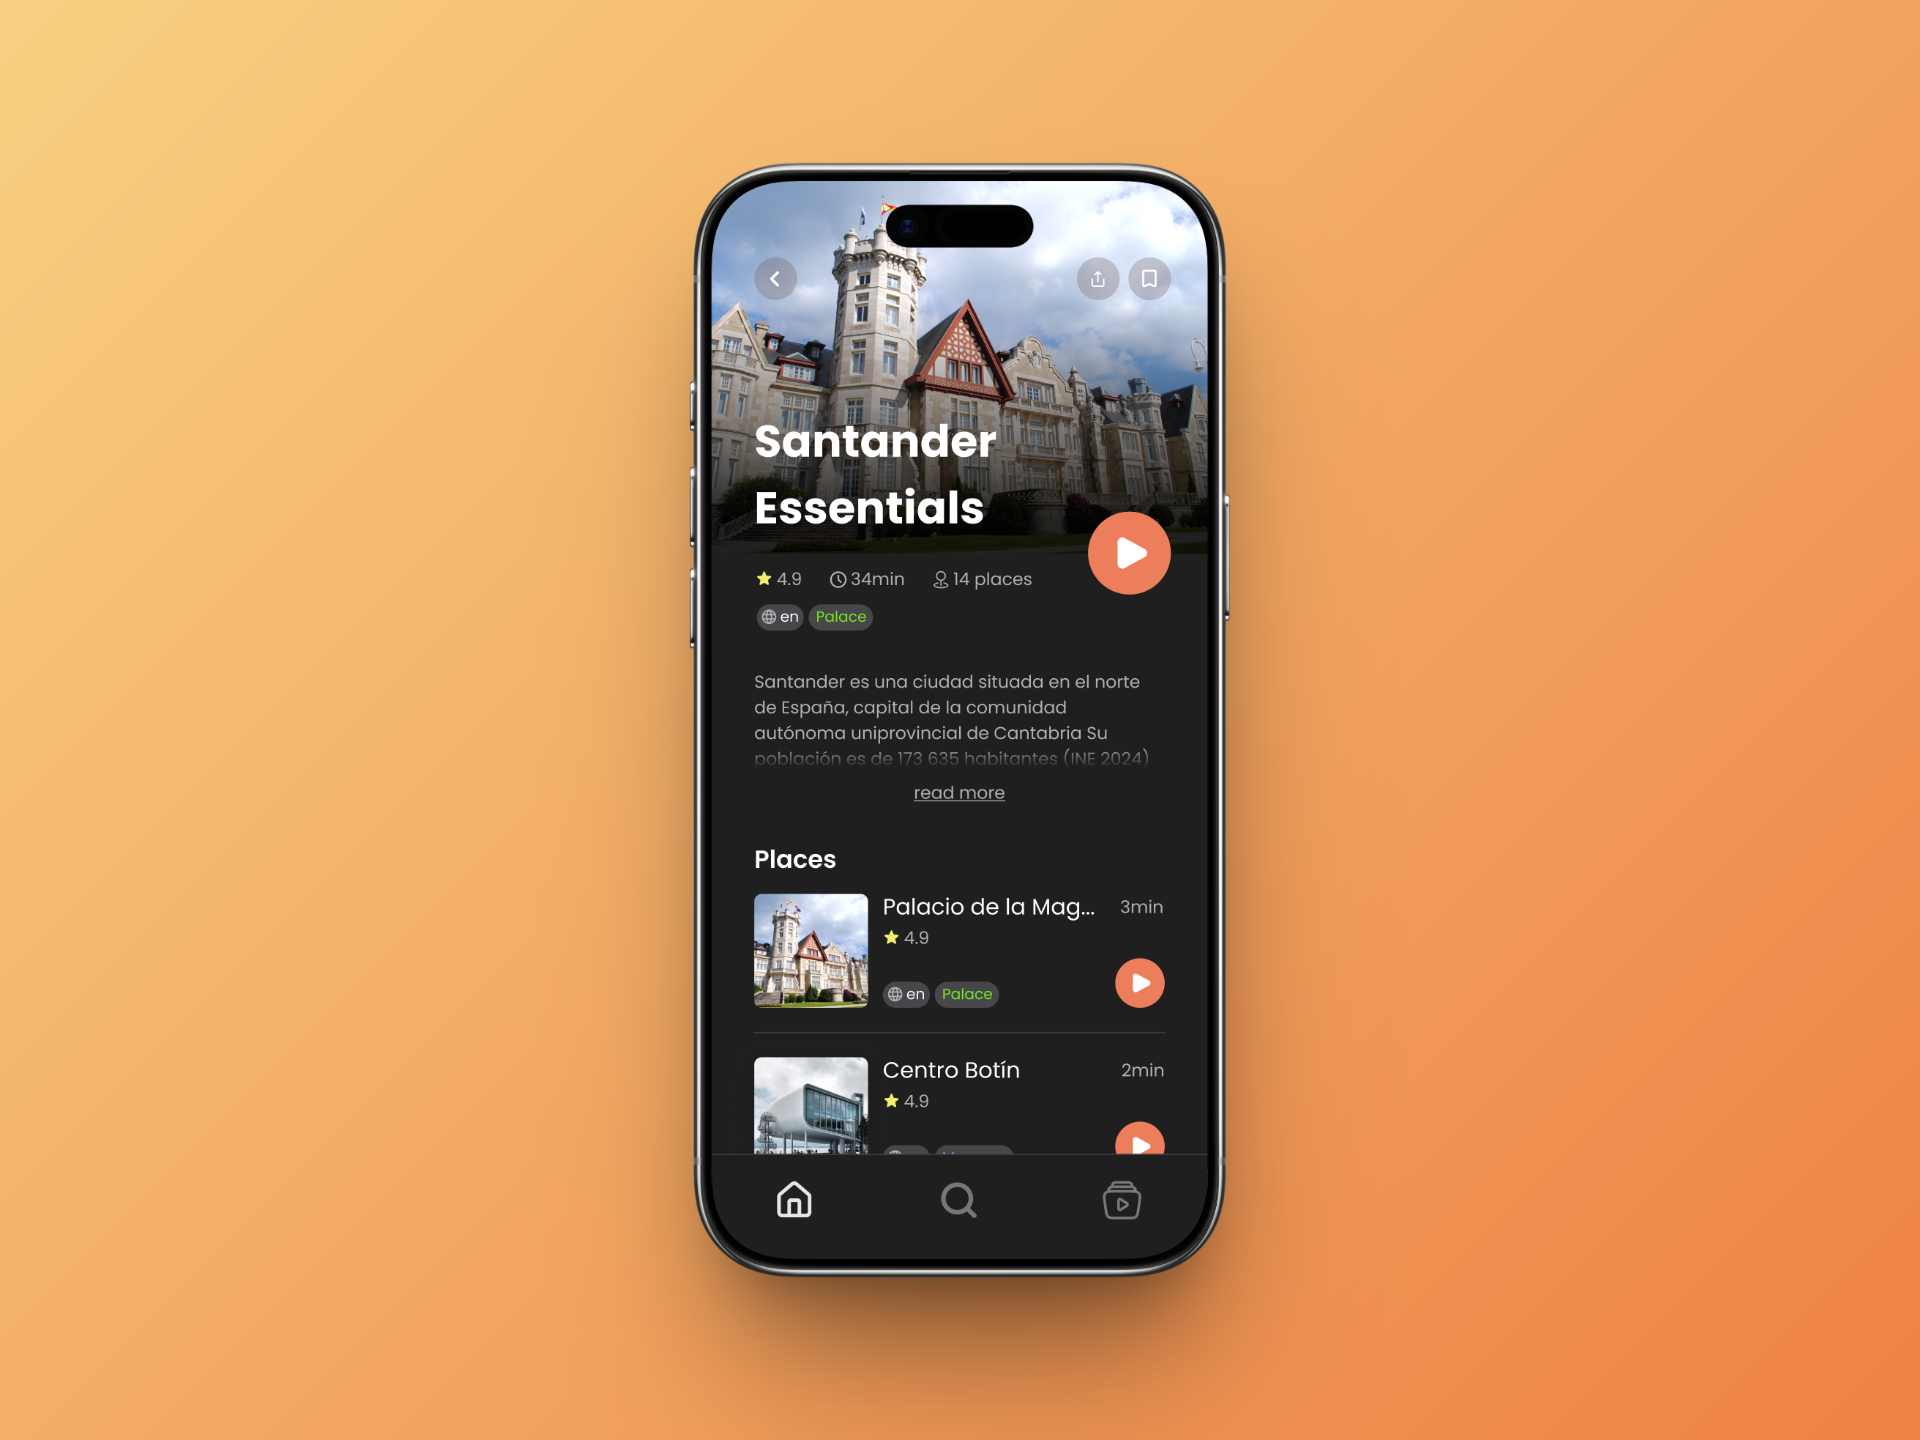 Santander
Essentials
4.9 34min 14 places
en Palace
Santander es una ciudad situada en el norte
de España, capital de la comunidad
autónoma uniprovincial de Cantabria Su
población es de 173 635 habitantes (INE 2024)
read more
Places
Palacio de la Mag... 3min
4.9
en Palace
Centro Botín 2min
4.9